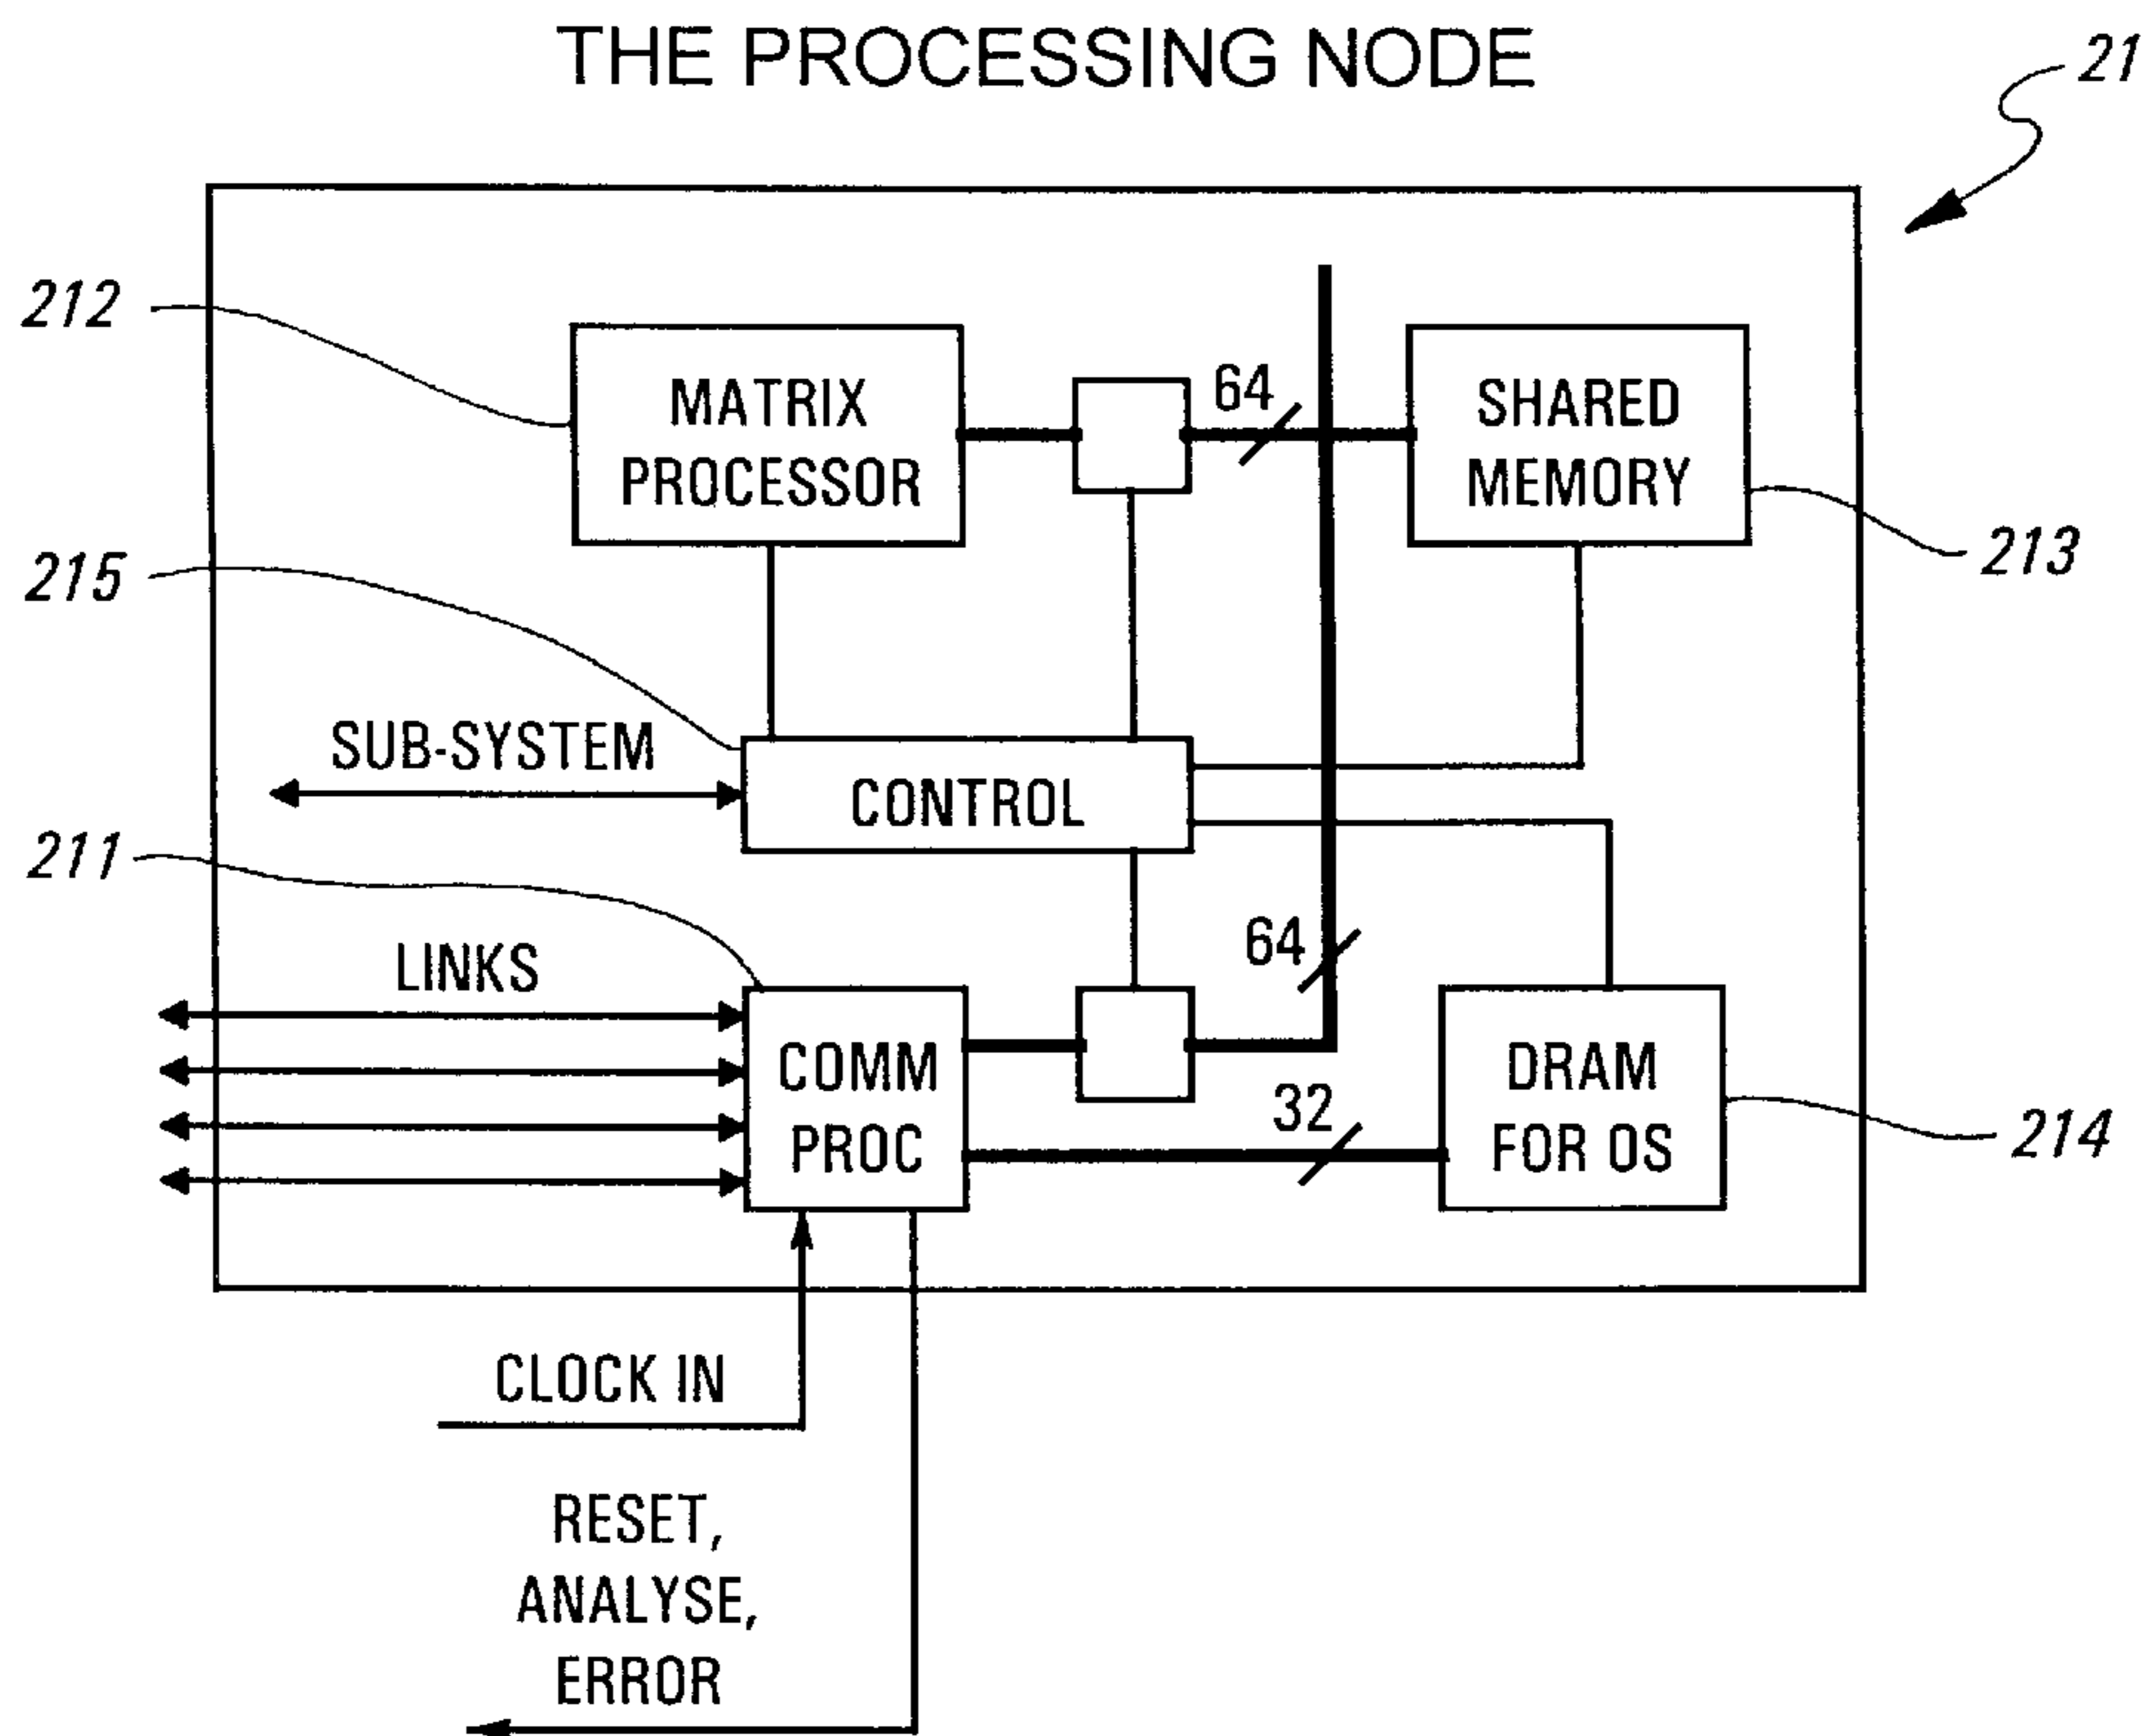 THE PROCESSING NODE
21
212
MATRIX
PROCESSOR
64
SHARED
MEMORY
213
215
SUB-SYSTEM
CONTROL
211
LINKS
64
COMM
PROC
32
DRAM
FOR OS
214
CLOCK IN
RESET,
ANALYSE,
ERROR